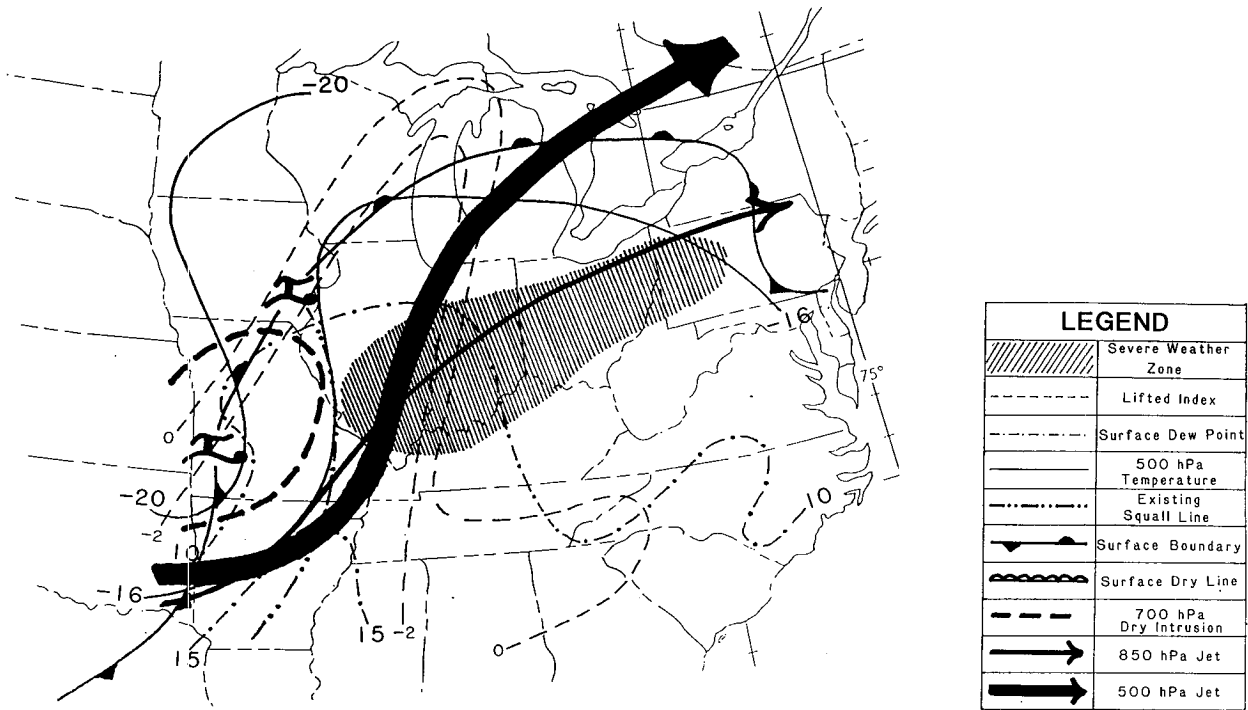 -20
16
75°
0
-20
-2
10
-16
15
15
-2
0
10
LEGEND
Severe Weather
Zone
Lifted Index
Surface Dew Point
500 hPa
Temperature
Existing
Squall Line
Surface Boundary
Surface Dry Line
700 hPa
Dry Intrusion
850 hPa Jet
500 hPa Jet